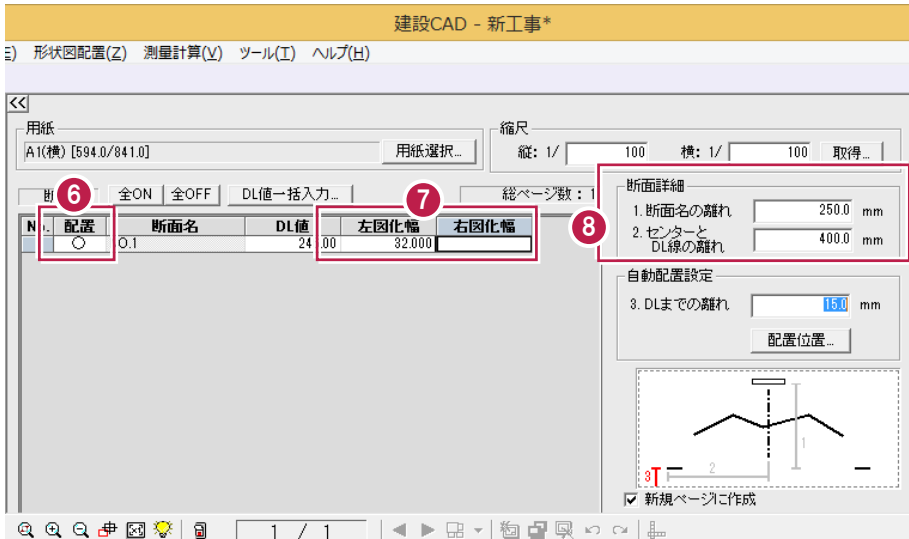 建設CAD - 新工事*
E) 形状図配置(Z) 測量計算(V) ツール(T) ヘルプ(H)
<<
用紙
A1(横) [594.0/841.0]
用紙選択...
縮尺
縦: 1/ 100 横: 1/ 100 取得...
断
6
全ON 全OFF DL値一括入力... 総ページ数: 1
7
8
No. 配置 断面名 DL値 左図化幅 右図化幅
○ O.1 24 .00 32.000
断面詳細
1. 断面名の離れ 250.0 mm
2. センターと
DL線の離れ 400.0 mm
自動配置設定
3. DLまでの離れ 15.0 mm
配置位置...
1
2
3
新規ページに作成
1 / 1